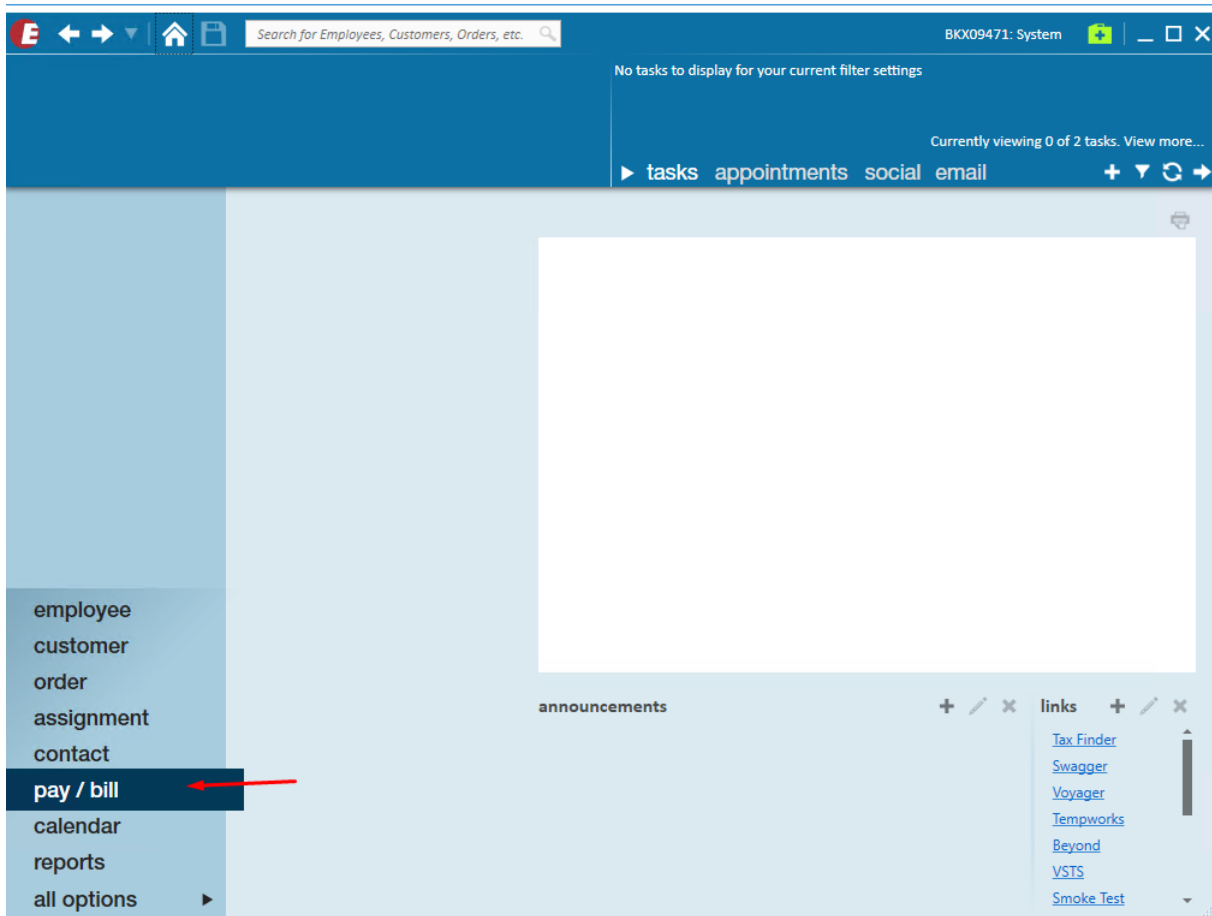 E
Search for Employees, Customers, Orders, etc.
BKX09471: System
No tasks to display for your current filter settings
Currently viewing 0 of 2 tasks. View more...
tasks appointments social email
employee
customer
order
assignment
contact
pay / bill
calendar
reports
all options
announcements
links
Tax Finder
Swagger
Voyager
Tempworks
Beyond
VSTS
Smoke Test